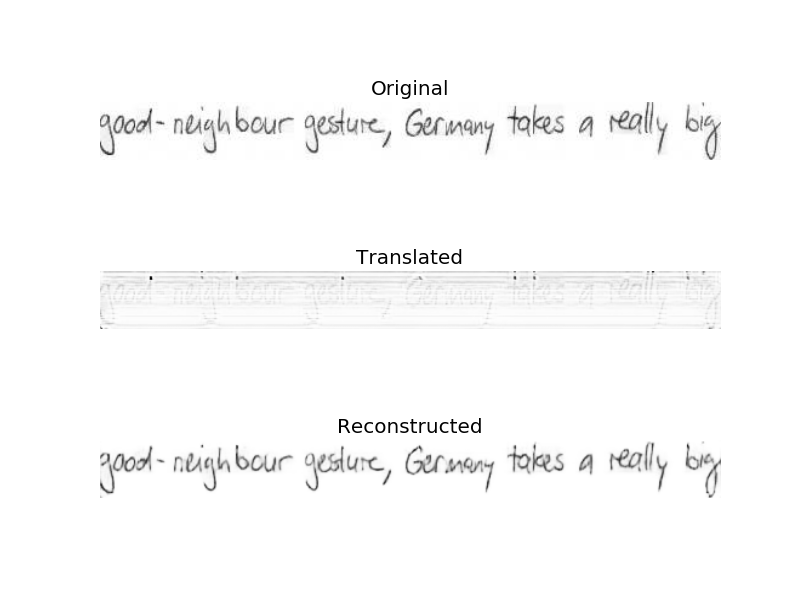 Original
good-neighbour gesture, Germany takes a really big
Translated
good-neighbour gesture, Germany takes a really big
Reconstructed
good-neighbour gesture, Germany takes a really big